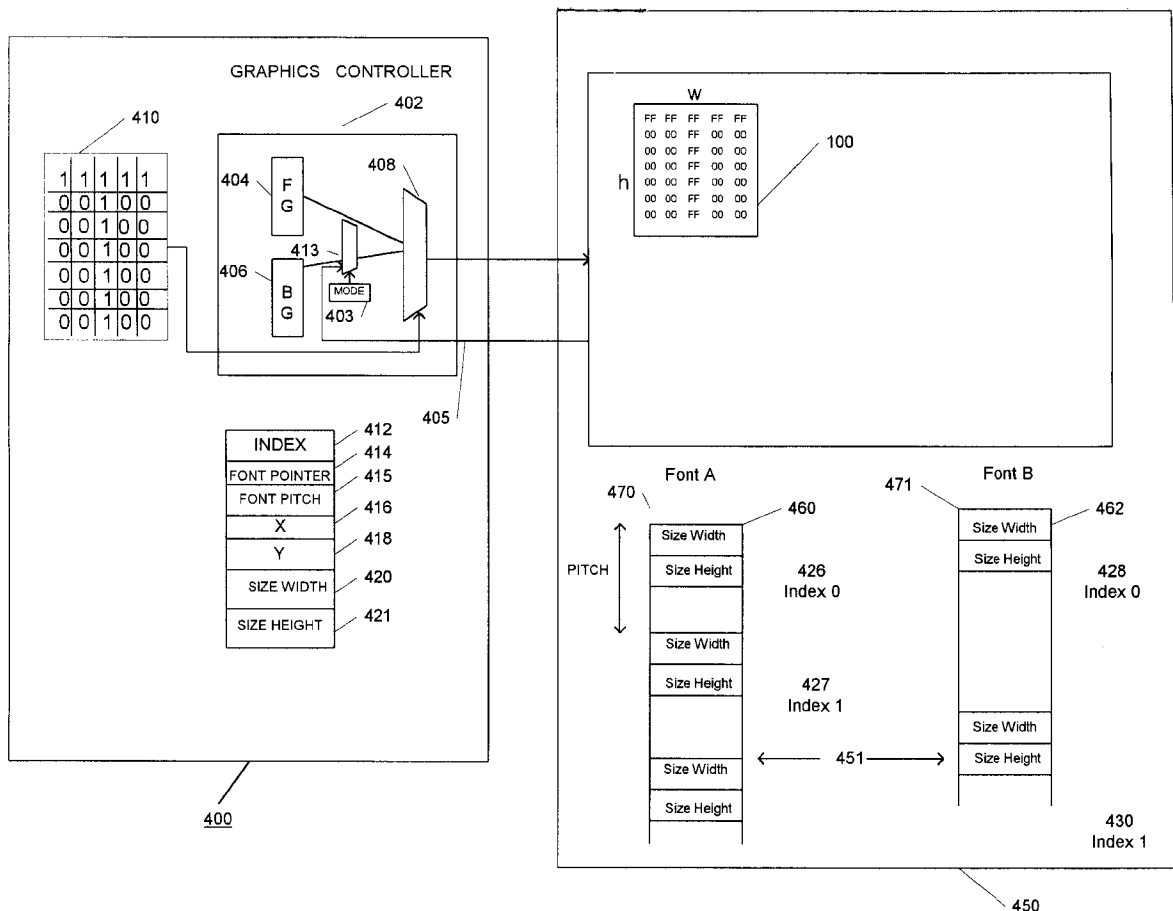 GRAPHICS CONTROLLER
410
402
408
404
F
G
413
406
B
G
MODE
403
405
1 1 1 1 1
0 0 1 0 0
0 0 1 0 0
0 0 1 0 0
0 0 1 0 0
0 0 1 0 0
0 0 1 0 0
INDEX
412
FONT POINTER
414
FONT PITCH
415
X
416
Y
418
SIZE WIDTH
420
SIZE HEIGHT
421
400
W
h
FF FF FF FF FF
00 00 FF 00 00
00 00 FF 00 00
00 00 FF 00 00
00 00 FF 00 00
00 00 FF 00 00
00 00 FF 00 00
100
Font A
470
460
PITCH
Size Width
Size Height
426
Index 0
Size Width
Size Height
427
Index 1
Size Width
Size Height
451
Font B
471
462
Size Width
Size Height
428
Index 0
Size Width
Size Height
430
Index 1
450